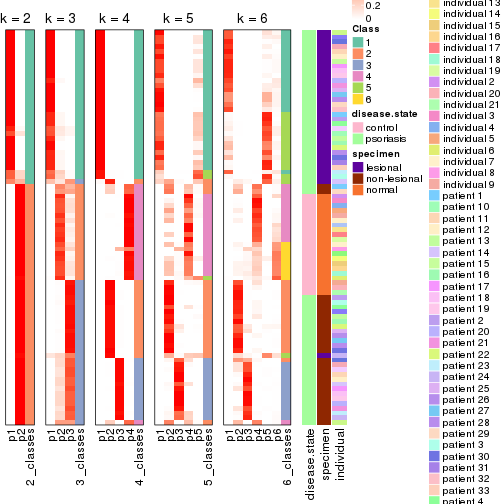 k = 2
k = 3
k = 4
k = 5
k = 6
0.2
0
Class
1
2
3
4
5
6
disease.state
control
psoriasis
specimen
lesional
non-lesional
normal
individual 13
individual 14
individual 15
individual 16
individual 17
individual 18
individual 19
individual 2
individual 20
individual 21
individual 3
individual 4
individual 5
individual 6
individual 7
individual 8
individual 9
patient 1
patient 10
patient 11
patient 12
patient 13
patient 14
patient 15
patient 16
patient 17
patient 18
patient 19
patient 2
patient 20
patient 21
patient 22
patient 23
patient 24
patient 25
patient 26
patient 27
patient 28
patient 29
patient 3
patient 30
patient 31
patient 32
patient 33
patient 4
p1
p2
2_classes
p1
p2
p3
3_classes
p1
p2
p3
p4
4_classes
p1
p2
p3
p4
p5
5_classes
p1
p2
p3
p4
p5
p6
6_classes
disease.state
specimen
individual